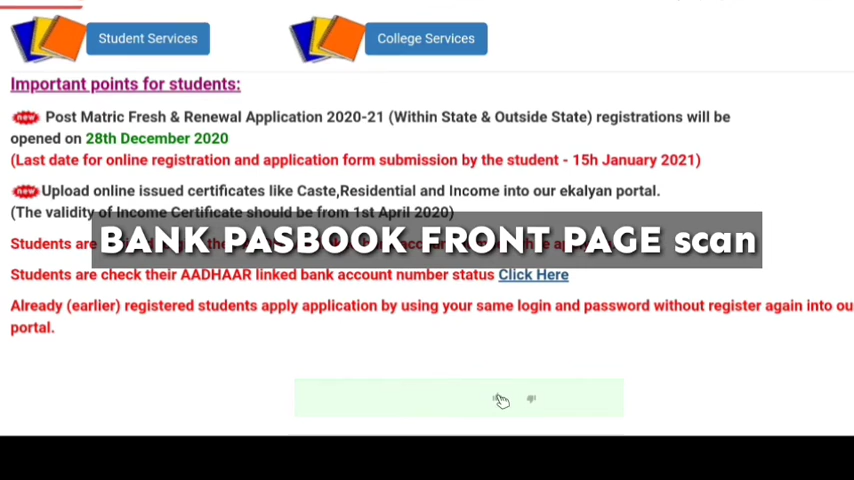 Student Services
College Services
Important points for students:
new Post Matric Fresh & Renewal Application 2020-21 (Within State & Outside State) registrations will be
opened on 28th December 2020
(Last date for online registration and application form submission by the student - 15h January 2021)
new Upload online issued certificates like Caste,Residential and Income into our ekalyan portal.
(The validity of Income Certificate should be from 1st April 2020)
Students are
BANK PASBOOK FRONT PAGE scan
Students are check their AADHAAR linked bank account number status Click Here
Already (earlier) registered students apply application by using your same login and password without register again into ou
portal.